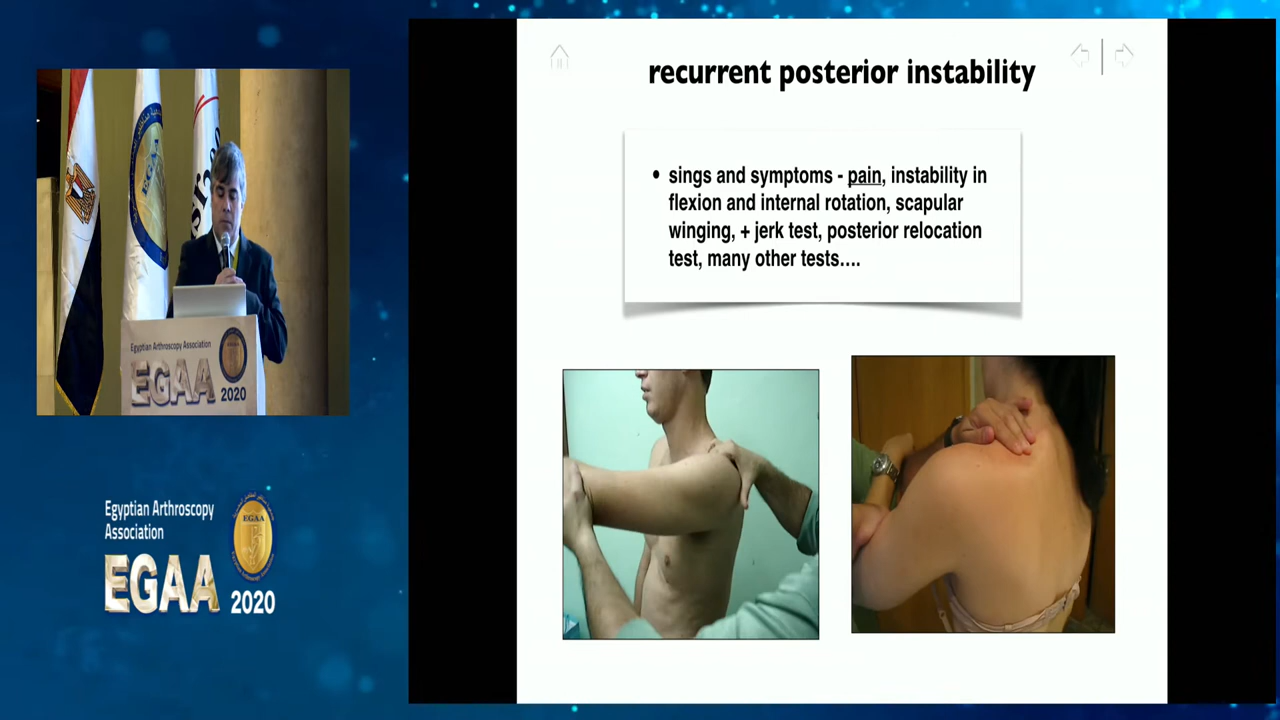 recurrent posterior instability
• sings and symptoms - pain, instability in
flexion and internal rotation, scapular
winging, + jerk test, posterior relocation
test, many other tests....
Egyptian Arthroscopy Association
EGAA
2020
Egyptian Arthroscopy
Association
EGAA
EGAA
2020